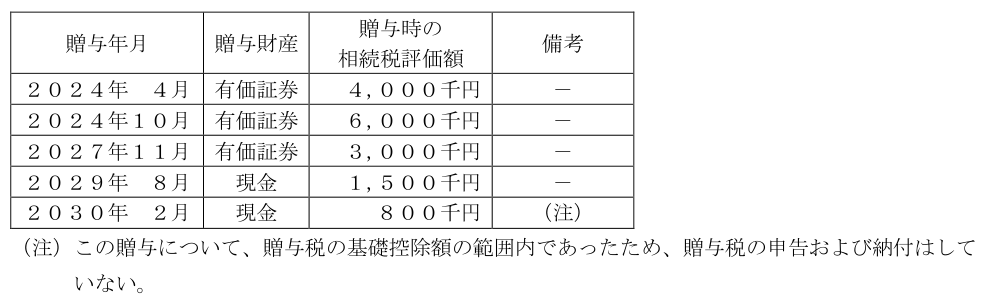 贈与年月 贈与財産 贈与時の 備考
相続税評価額
２０２４年　４月 有価証券 ４，０００千円 －
２０２４年１０月 有価証券 ６，０００千円 －
２０２７年１１月 有価証券 ３，０００千円 －
２０２９年　８月 現金 １，５００千円 －
２０３０年　２月 現金 ８００千円 （注）
（注）この贈与について、贈与税の基礎控除額の範囲内であったため、贈与税の申告および納付はして
いない。